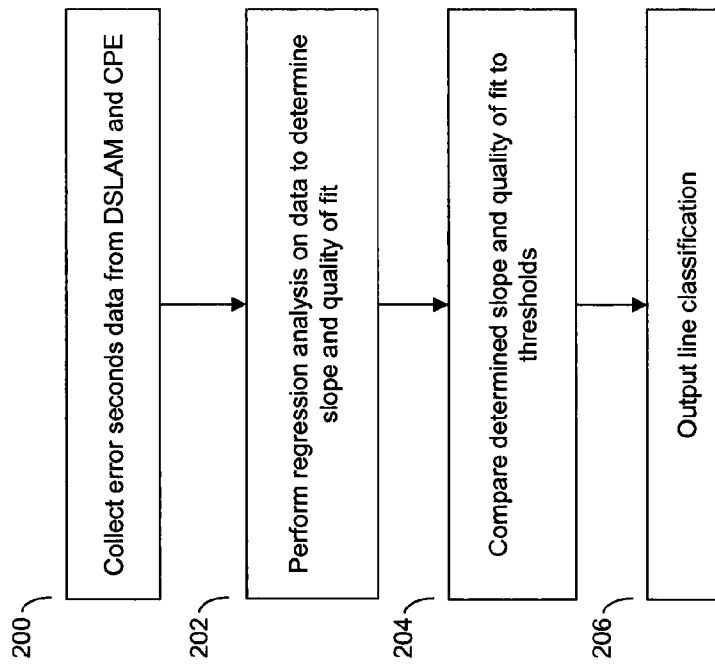 200
Collect error seconds data from DSLAM and CPE
202
Perform regression analysis on data to determine
slope and quality of fit
204
Compare determined slope and quality of fit to
thresholds
206
Output line classification